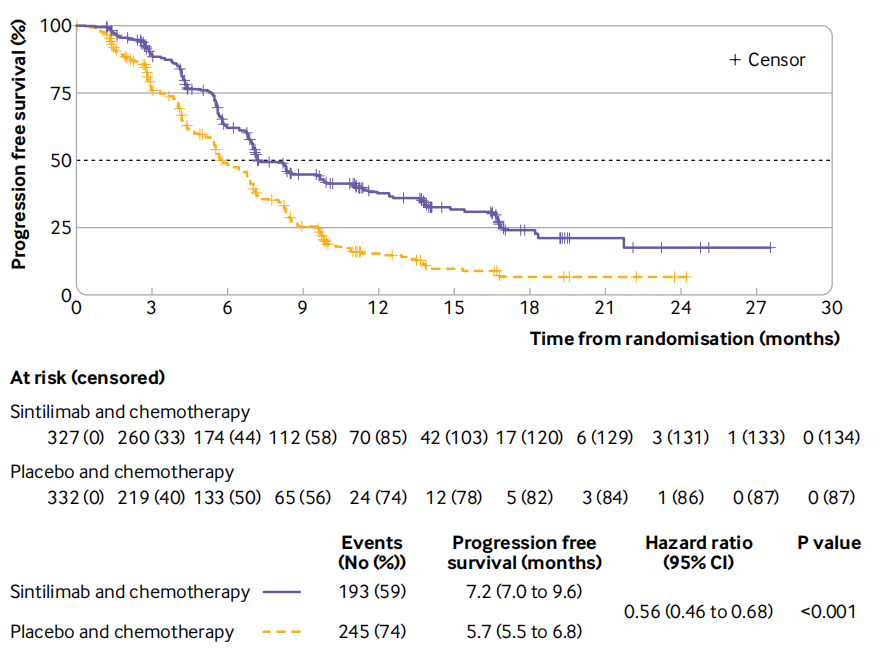 Progression free survival (%)
100
75
50
25
0
+ Censor
0 3 6 9 12 15 18 21 24 27 30
Time from randomisation (months)
At risk (censored)
Sintilimab and chemotherapy
327 (0) 260 (33) 174 (44) 112 (58) 70 (85) 42 (103) 17 (120) 6 (129) 3 (131) 1 (133) 0 (134)
Placebo and chemotherapy
332 (0) 219 (40) 133 (50) 65 (56) 24 (74) 12 (78) 5 (82) 3 (84) 1 (86) 0 (87) 0 (87)
Events Progression free Hazard ratio P value
(No (%)) survival (months) (95% CI)
Sintilimab and chemotherapy 193 (59) 7.2 (7.0 to 9.6)
0.56 (0.46 to 0.68) <0.001
Placebo and chemotherapy 245 (74) 5.7 (5.5 to 6.8)